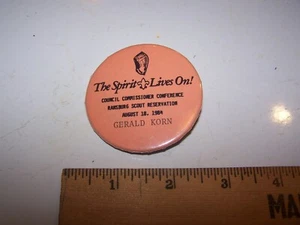 The Spirit Lives On!
COUNCIL COMMISSIONER CONFERENCE
RANSBURG SCOUT RESERVATION
AUGUST 18, 1984
GERALD KORN
1 2 3 4
MA